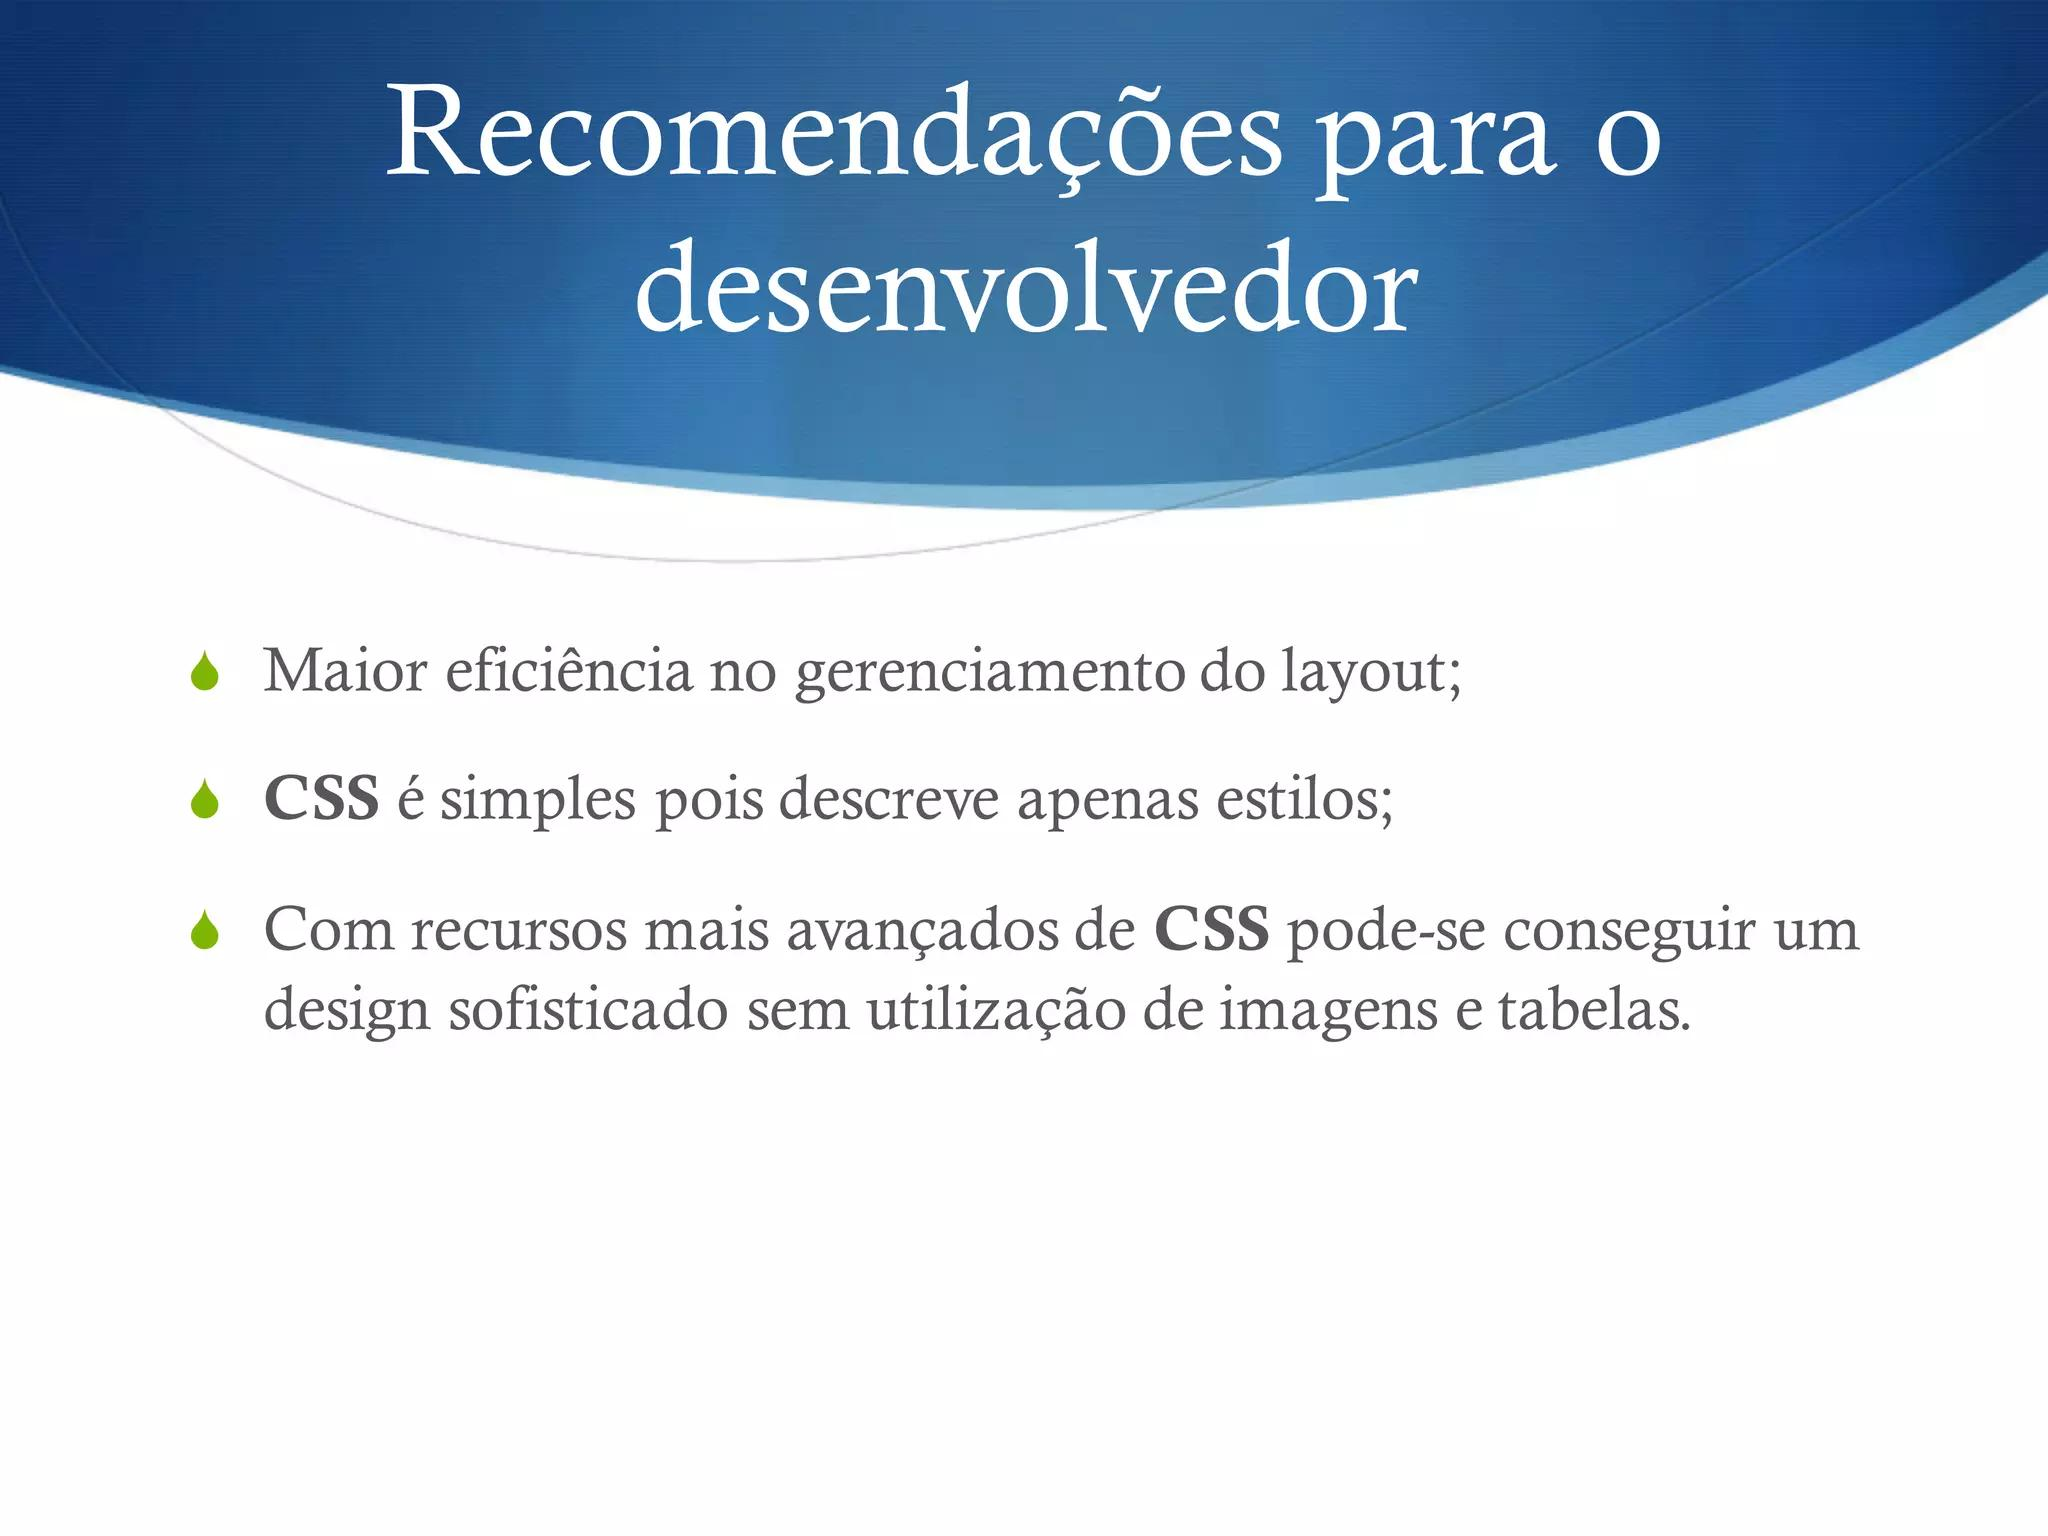 Recomendações para o
desenvolvedor
Maior eficiência no gerenciamento do layout;
CSS é simples pois descreve apenas estilos;
Com recursos mais avançados de CSS pode-se conseguir um
design sofisticado sem utilização de imagens e tabelas.